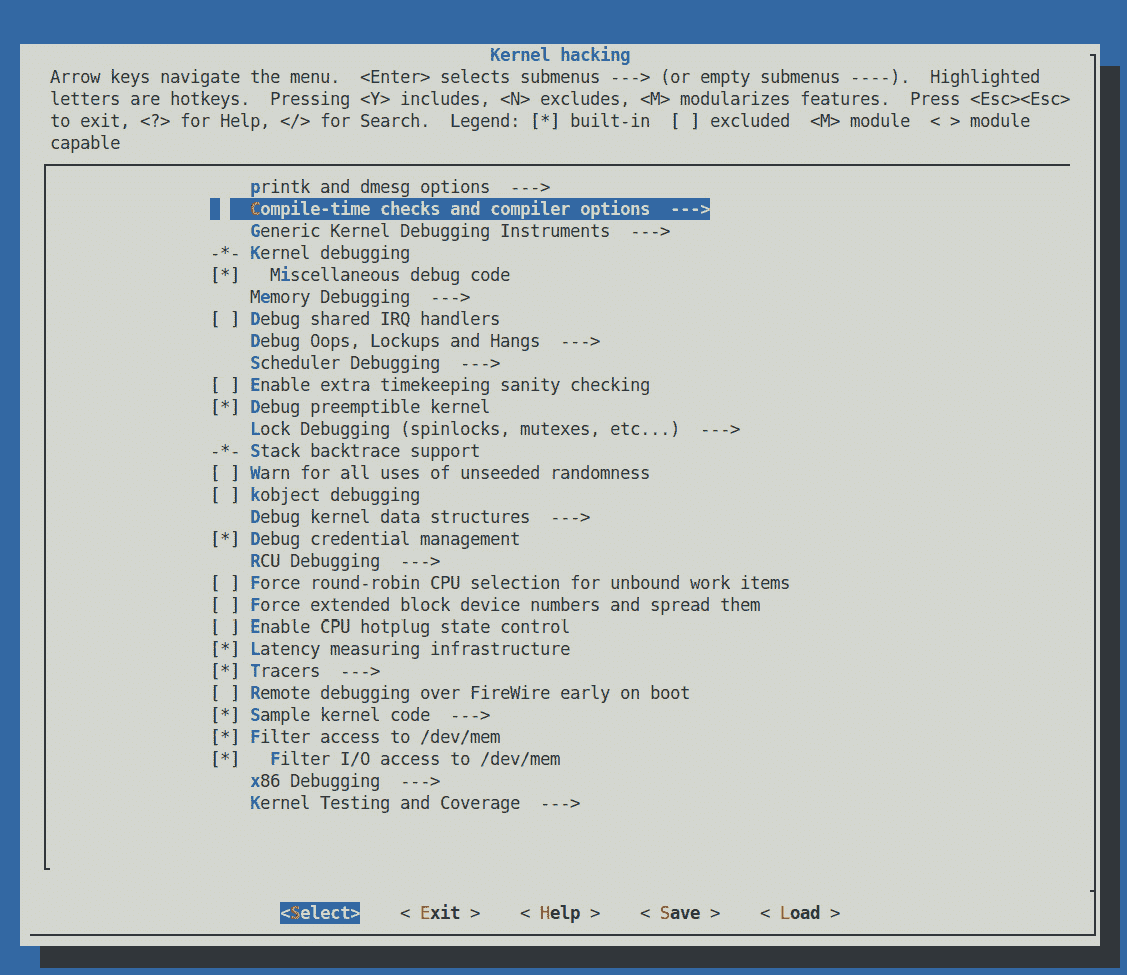 Kernel hacking
Arrow keys navigate the menu.  <Enter> selects submenus ---> (or empty submenus ----).  Highlighted
letters are hotkeys.  Pressing <Y> includes, <N> excludes, <M> modularizes features.  Press <Esc><Esc>
to exit, <?> for Help, </> for Search.  Legend: [*] built-in  [ ] excluded  <M> module  < > module
capable
printk and dmesg options  --->
Compile-time checks and compiler options  --->
Generic Kernel Debugging Instruments  --->
-*- Kernel debugging
[*]   Miscellaneous debug code
Memory Debugging  --->
[ ] Debug shared IRQ handlers
Debug Oops, Lockups and Hangs  --->
Scheduler Debugging  --->
[ ] Enable extra timekeeping sanity checking
[*] Debug preemptible kernel
Lock Debugging (spinlocks, mutexes, etc...)  --->
-*- Stack backtrace support
[ ] Warn for all uses of unseeded randomness
[ ] kobject debugging
Debug kernel data structures  --->
[*] Debug credential management
RCU Debugging  --->
[ ] Force round-robin CPU selection for unbound work items
[ ] Force extended block device numbers and spread them
[ ] Enable CPU hotplug state control
[*] Latency measuring infrastructure
[*] Tracers  --->
[ ] Remote debugging over FireWire early on boot
[*] Sample kernel code  --->
[*] Filter access to /dev/mem
[*]   Filter I/O access to /dev/mem
x86 Debugging  --->
Kernel Testing and Coverage  --->
<Select>    < Exit >    < Help >    < Save >    < Load >